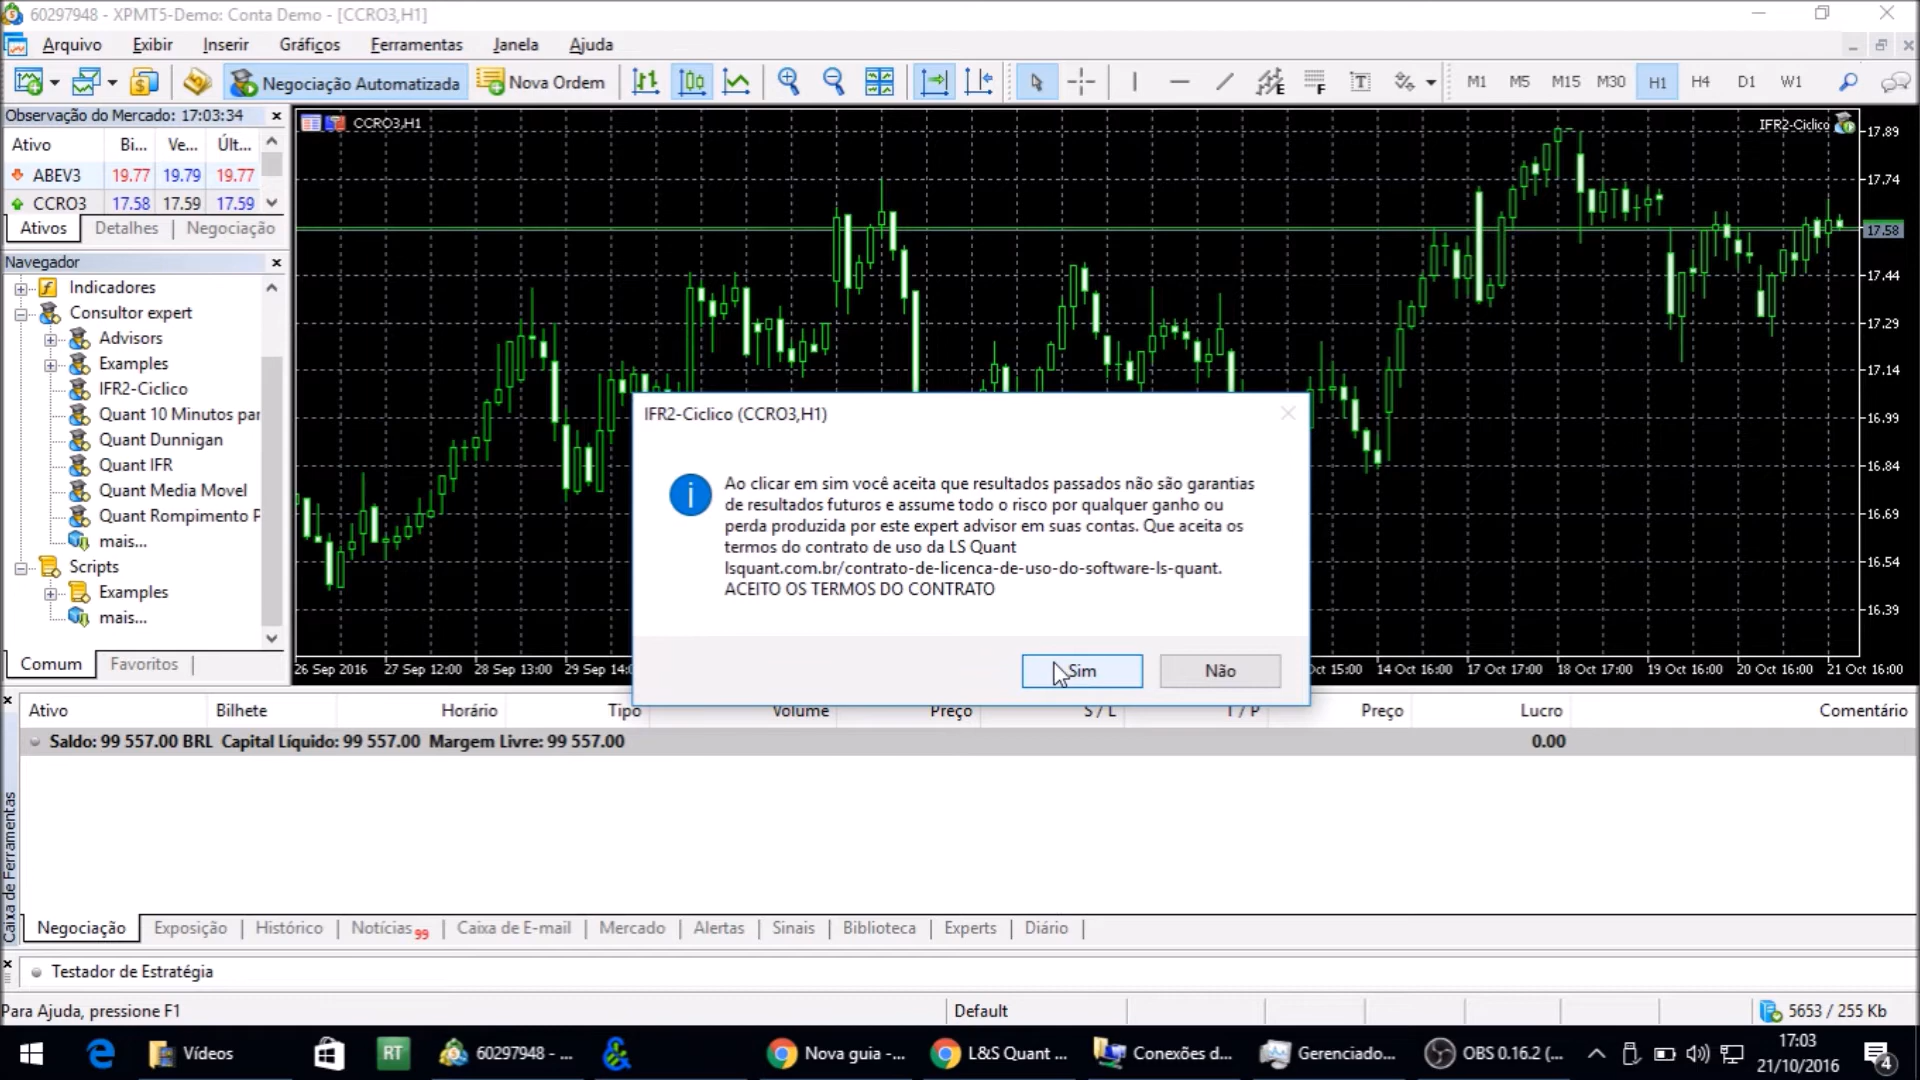 60297948 - XPMT5-Demo: Conta Demo - [CCRO3,H1]
Arquivo Exibir Inserir Gráficos Ferramentas Janela Ajuda
Negociação Automatizada Nova Ordem M1 M5 M15 M30 H1 H4 D1 W1
Observação do Mercado: 17:03:34
Ativo Bi... Ve... Últ...
ABEV3 19.77 19.79 19.77
CCRO3 17.58 17.59 17.59
Ativos Detalhes Negociação
Navegador
Indicadores
Consultor expert
Advisors
Examples
IFR2-Ciclico
Quant 10 Minutos par
Quant Dunnigan
Quant IFR
Quant Media Movel
Quant Rompimento P
mais...
Scripts
Examples
mais...
Comum Favoritos
CCRO3,H1
IFR2-Ciclico
17.89
17.74
17.58
17.44
17.29
17.14
16.99
16.84
16.69
16.54
16.39
26 Sep 2016 27 Sep 12:00 28 Sep 13:00 29 Sep 14:0 Oct 15:00 14 Oct 16:00 18 Oct 17:00 19 Oct 16:00 20 Oct 16:00 21 Oct 16:00
IFR2-Ciclico (CCRO3,H1)
Ao clicar em sim você aceita que resultados passados não são garantias
de resultados futuros e assume todo o risco por qualquer ganho ou
perda produzida por este expert advisor em suas contas. Que aceita os
termos do contrato de uso da LS Quant
lsquant.com.br/contrato-de-licenca-de-uso-do-software-ls-quant.
ACEITO OS TERMOS DO CONTRATO
Sim Não
Ativo Bilhete Horário Tipo Volume Preço S / L T / P Preço Lucro Comentário
Saldo: 99 557.00 BRL Capital Líquido: 99 557.00 Margem Livre: 99 557.00 0.00
Caixa de Ferramentas
Negociação Exposição Histórico Notícias 99 Caixa de E-mail Mercado Alertas Sinais Biblioteca Experts Diário
Testador de Estratégia
Para Ajuda, pressione F1 Default 5653 / 255 Kb
Vídeos RT 60297948 - ... Nova guia -... L&S Quant ... Conexões d... Gerenciado... OBS 0.16.2 (... 17:03
21/10/2016 4